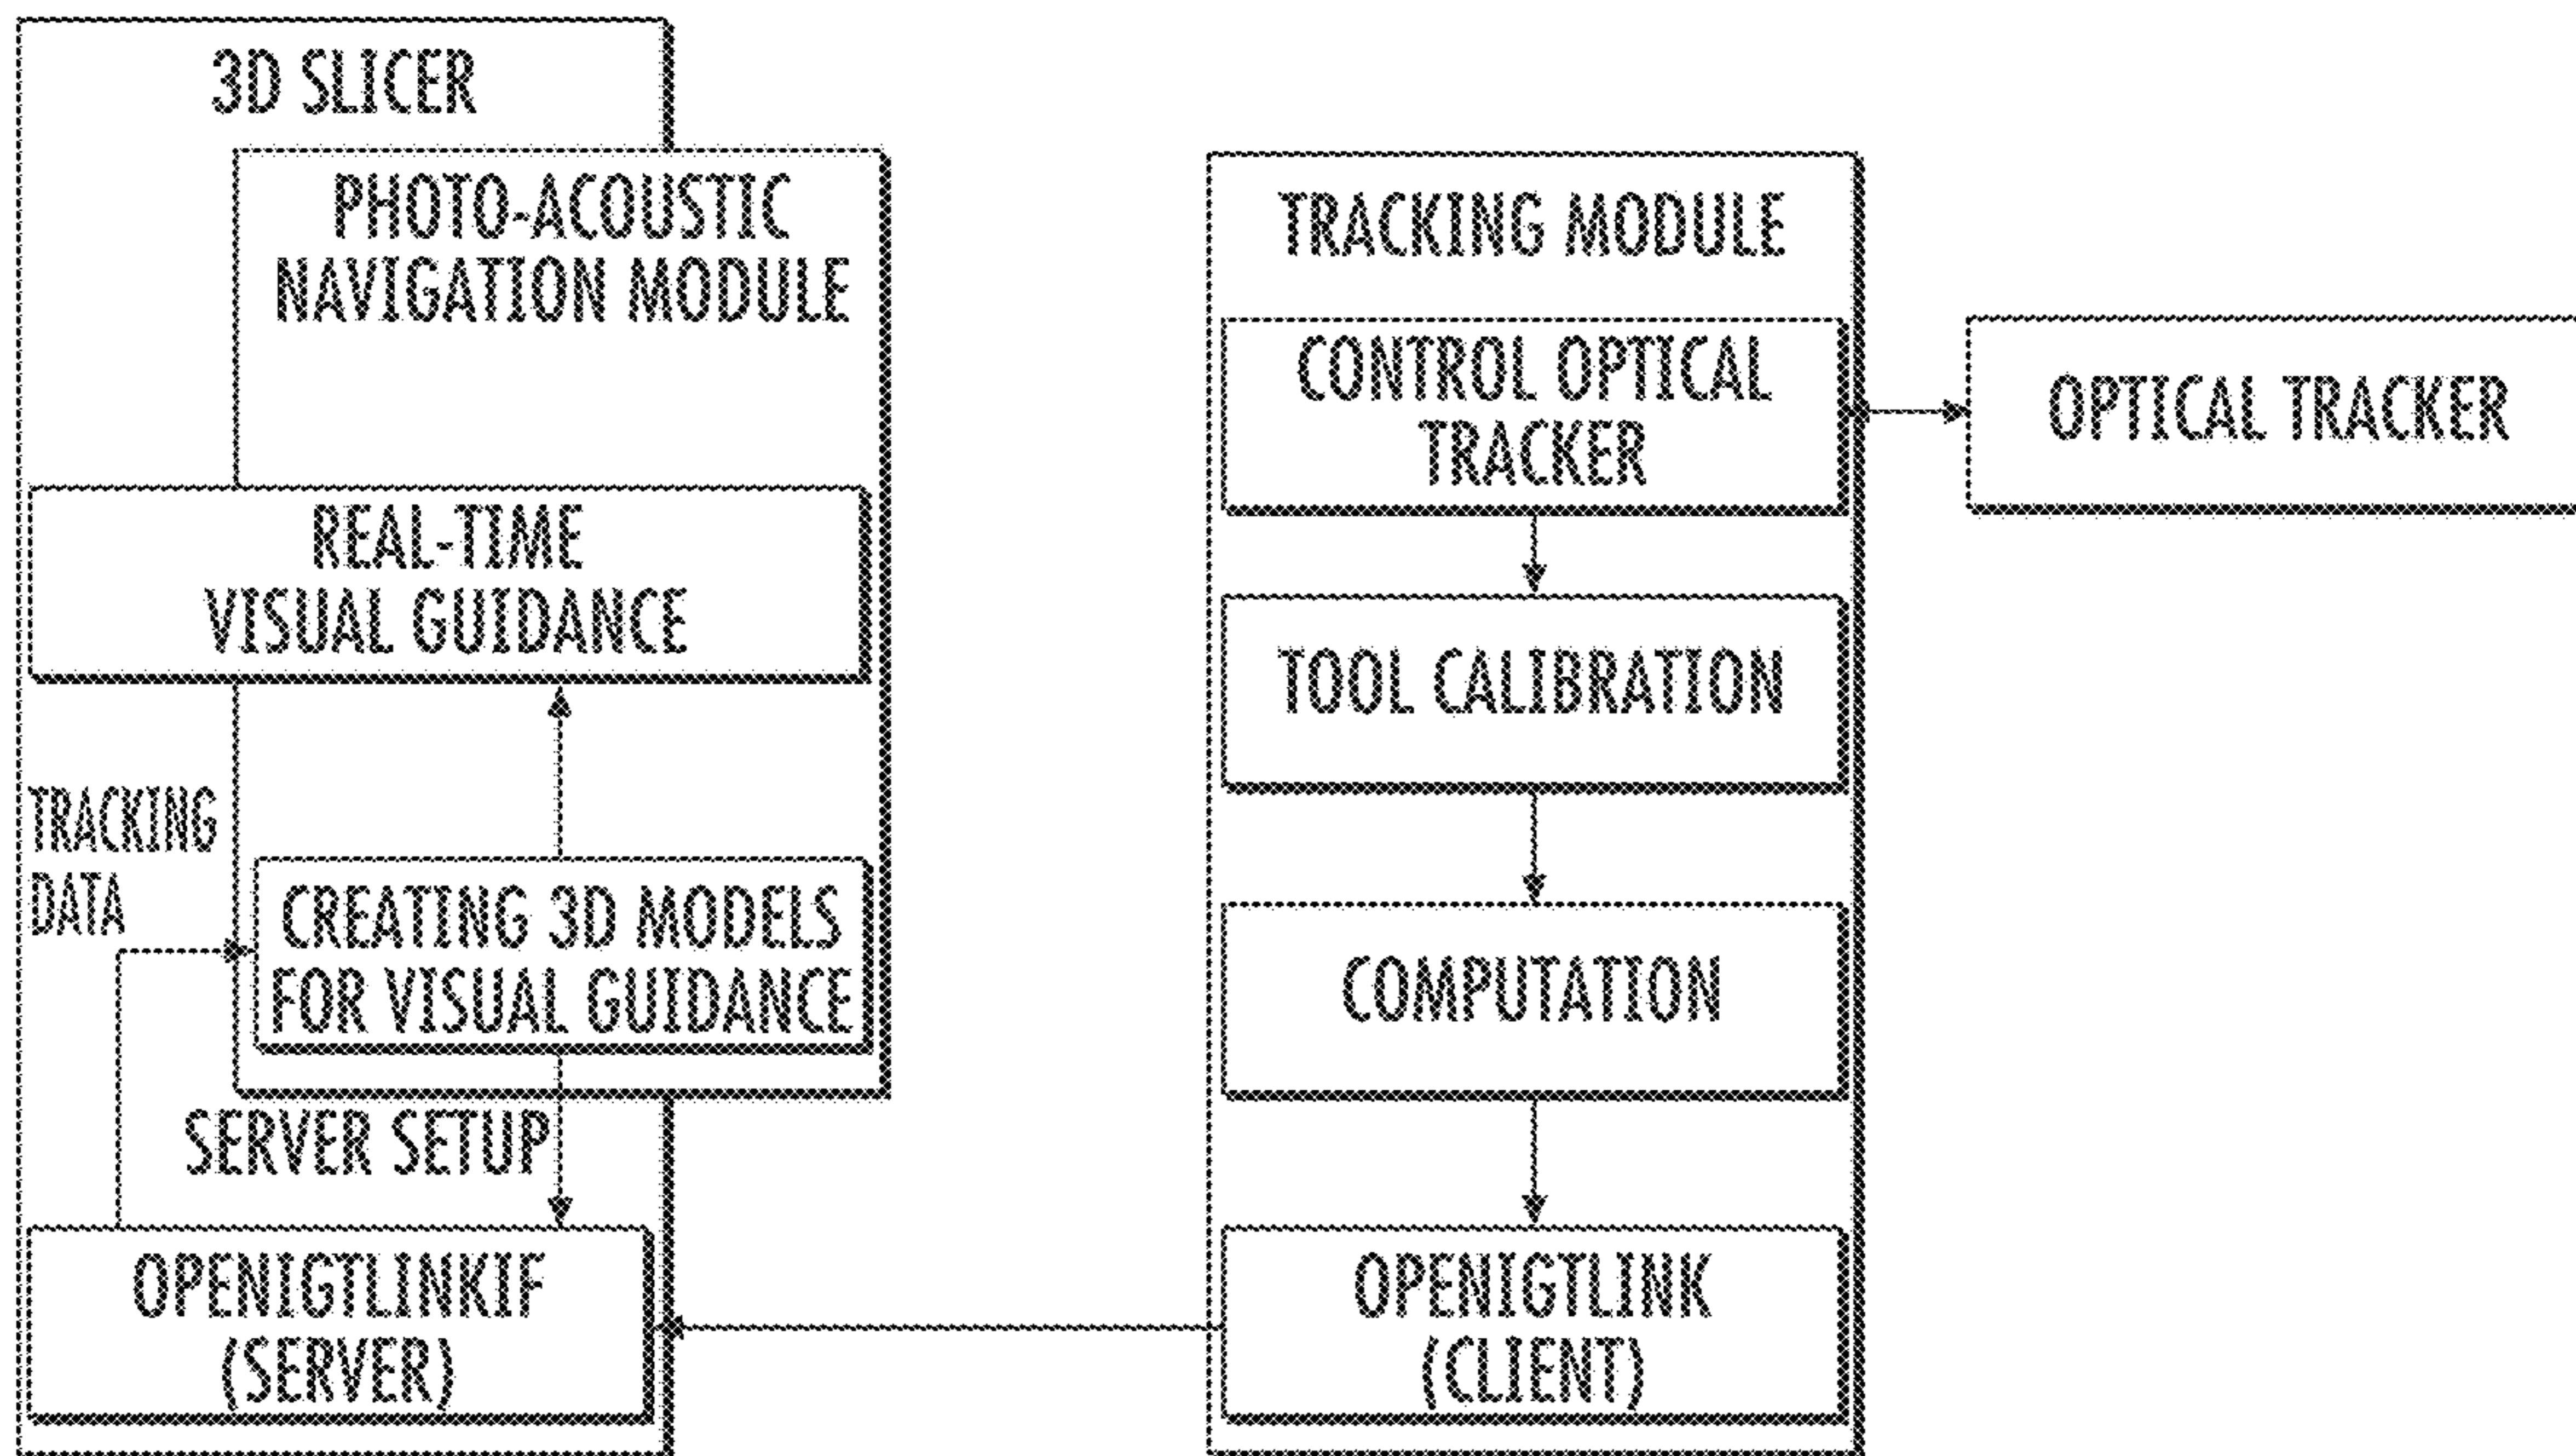 3D SLICER
PHOTO-ACOUSTIC
NAVIGATION MODULE
REAL-TIME
VISUAL GUIDANCE
TRACKING
DATA
CREATING 3D MODELS
FOR VISUAL GUIDANCE
SERVER SETUP
OPENIGTLINKIF
(SERVER)
TRACKING MODULE
CONTROL OPTICAL
TRACKER
TOOL CALIBRATION
COMPUTATION
OPENIGTLINK
(CLIENT)
OPTICAL TRACKER